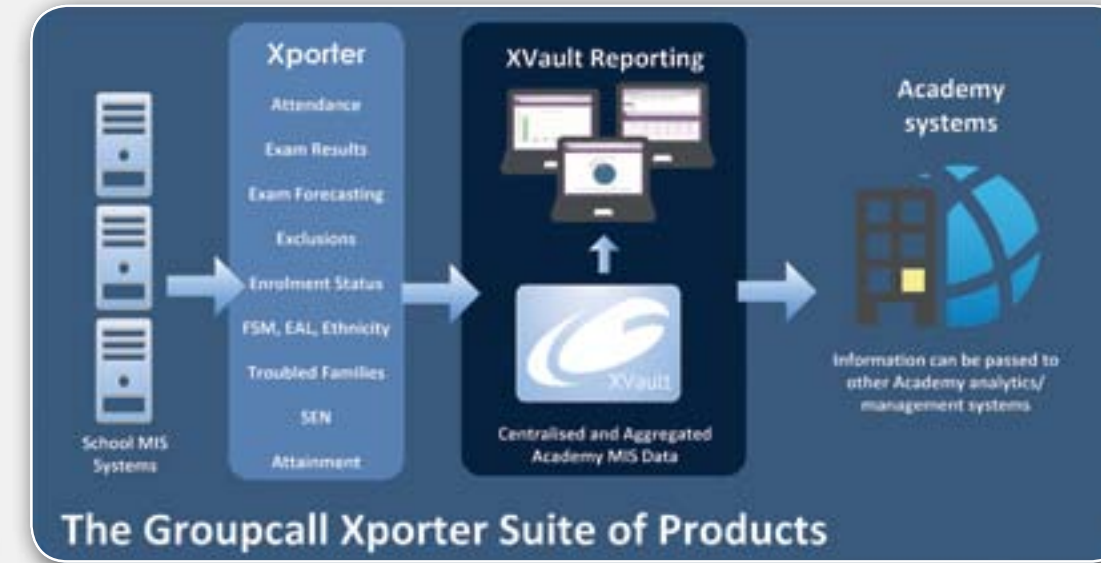 Xporter
Attendance
Exam Results
Exam Forecasting
Exclusions
Enrolment Status
FSM, EAL, Ethnicity
Troubled Families
SEN
Attainment
School MIS
Systems
XVault Reporting
XVault
Centralised and Aggregated
Academy MIS Data
Academy
systems
Information can be passed to
other Academy analytics/
management systems
The Groupcall Xporter Suite of Products